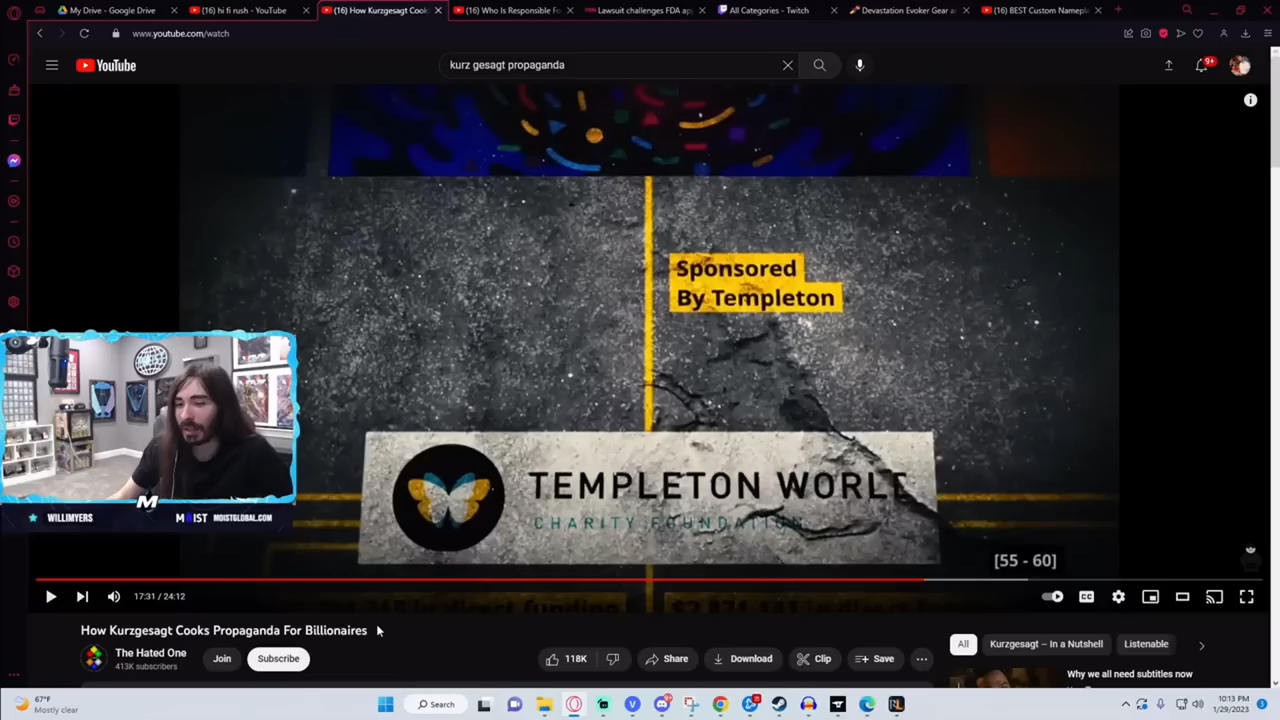 My Drive - Google Drive
(16) hi fi rush - YouTube
(16) How Kurzgesagt Cook
(16) Who Is Responsible Fo
Lawsuit challenges FDA ap
All Categories - Twitch
Devastation Evoker Gear an
(16) BEST Custom Namepl
www.youtube.com/watch
YouTube
kurz gesagt propaganda
9+
Sponsored
By Templeton
TEMPLETON WORL
CHARITY FOUNDATION
[55 - 60]
WILLIMYERS
MOIST MOISTGLOBAL.COM
17:31 / 24:12
CC
How Kurzgesagt Cooks Propaganda For Billionaires
The Hated One
413K subscribers
Join
Subscribe
118K
Share
Download
Clip
Save
All
Kurzgesagt – In a Nutshell
Listenable
Why we all need subtitles now
67°F
Mostly clear
Search
10:13 PM
1/29/2023